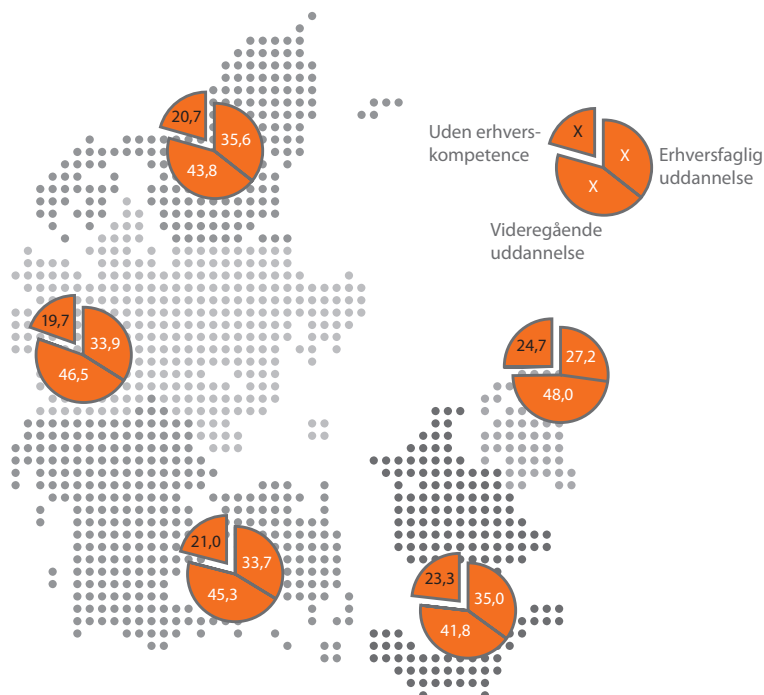 20,7
35,6
43,8
Uden erhvers-
kompetence
X
X
X
Erhversfaglig
uddannelse
Videregående
uddannelse
19,7
33,9
46,5
24,7
27,2
48,0
21,0
33,7
45,3
23,3
35,0
41,8